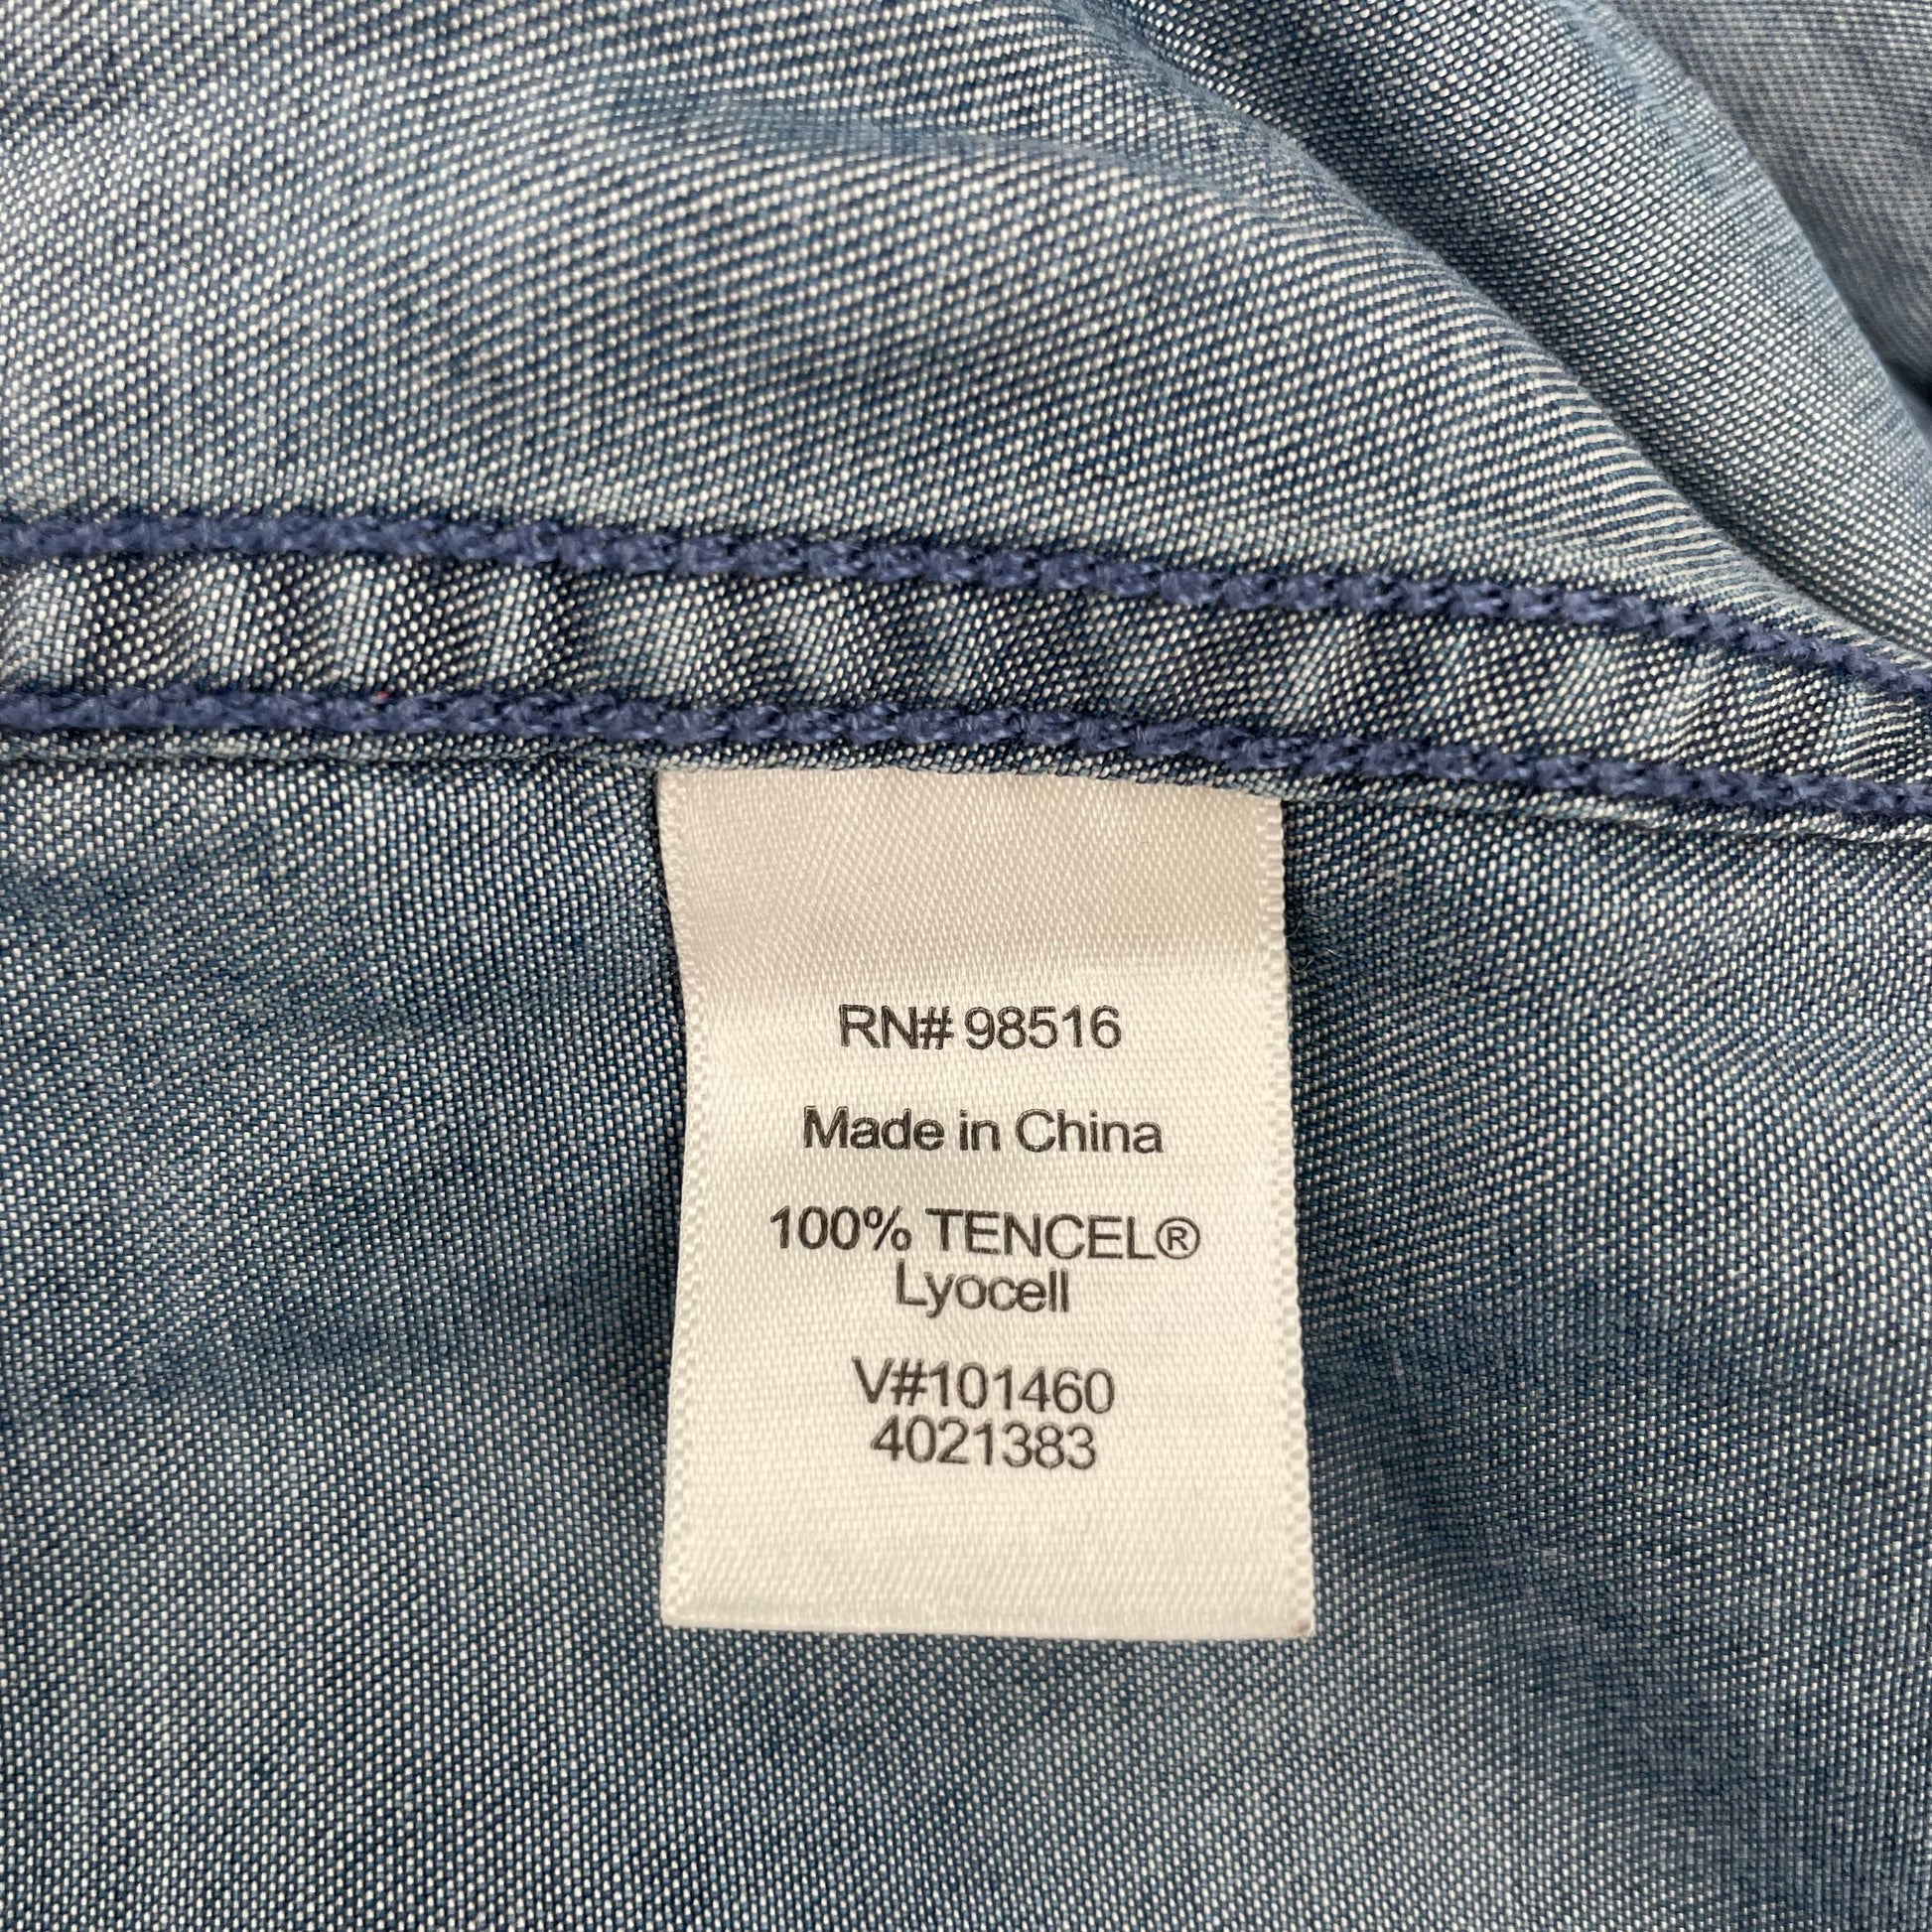 RN# 98516
Made in China
100% TENCEL®
Lyocell
V#101460
4021383